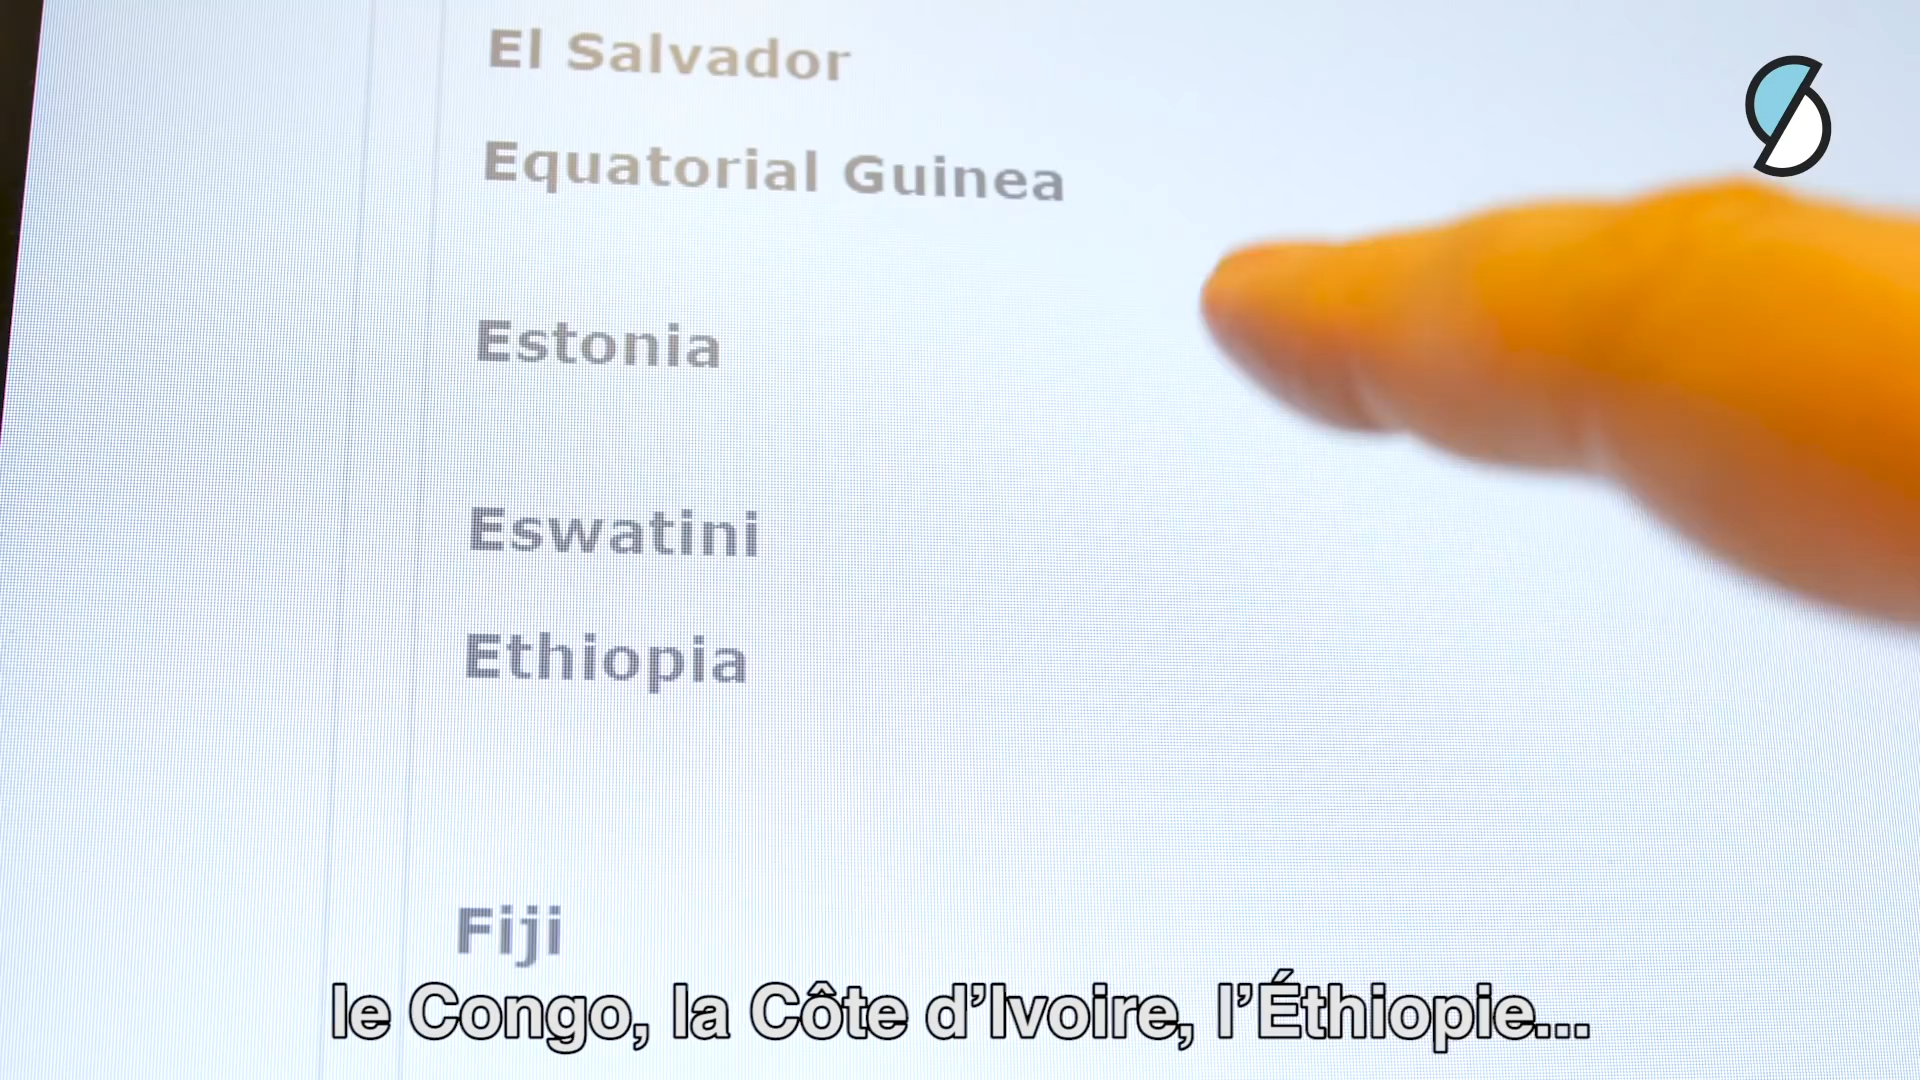 El Salvador
Equatorial Guinea
Estonia
Eswatini
Ethiopia
Fiji
le Congo, la Côte d’Ivoire, l’Éthiopie...